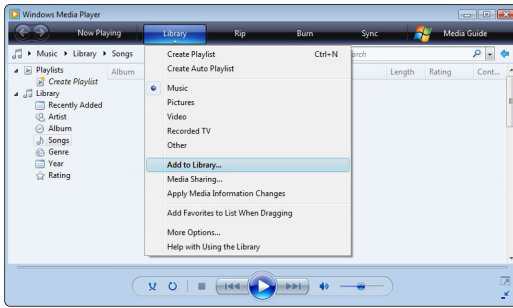 Windows Media Player
Now Playing
Library
Rip
Burn
Sync
Media Guide
Music
Library
Songs
Create Playlist Ctrl+N
Create Auto Playlist
Music
Pictures
Video
Recorded TV
Other
Add to Library...
Media Sharing...
Apply Media Information Changes
Add Favorites to List When Dragging
More Options...
Help with Using the Library
Playlists
Create Playlist
Library
Recently Added
Artist
Album
Songs
Genre
Year
Rating
Album
Length
Rating
Cont...